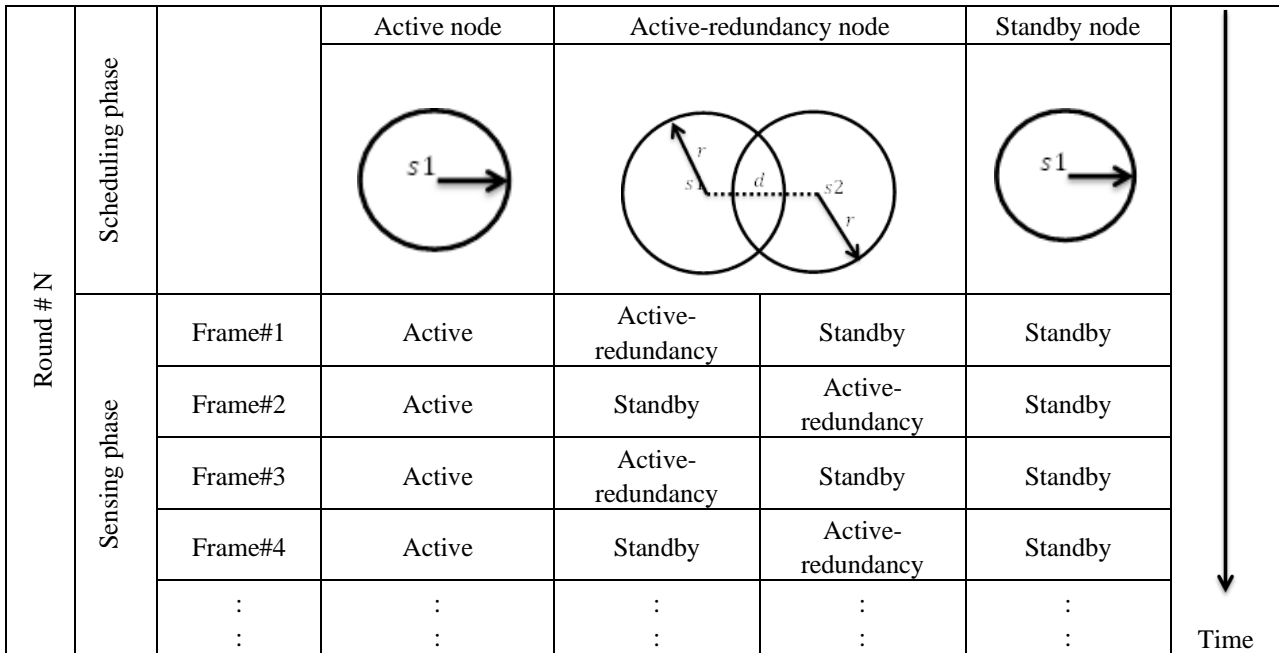 Active node Active-redundancy node Standby node
Round # N
Scheduling phase
s1
r
s1
d
s2
r
s1
Sensing phase
Frame#1 Active Active-redundancy Standby Standby
Frame#2 Active Standby Active-redundancy Standby
Frame#3 Active Active-redundancy Standby Standby
Frame#4 Active Standby Active-redundancy Standby
: : : : :
: : : : :
Time